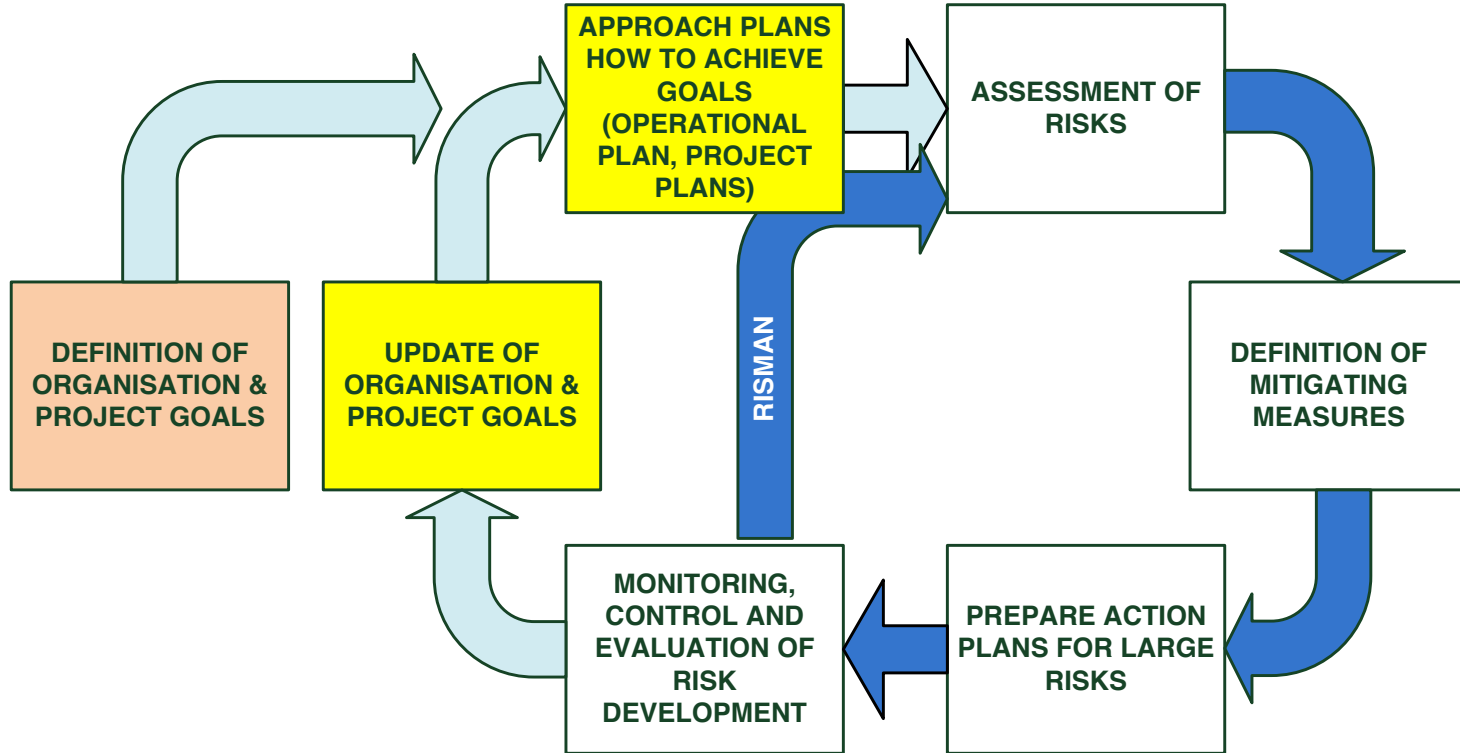 APPROACH PLANS
HOW TO ACHIEVE
GOALS
(OPERATIONAL
PLAN, PROJECT
PLANS)
ASSESSMENT OF
RISKS
DEFINITION OF
ORGANISATION &
PROJECT GOALS
UPDATE OF
ORGANISATION &
PROJECT GOALS
RISMAN
DEFINITION OF
MITIGATING
MEASURES
MONITORING,
CONTROL AND
EVALUATION OF
RISK
DEVELOPMENT
PREPARE ACTION
PLANS FOR LARGE
RISKS